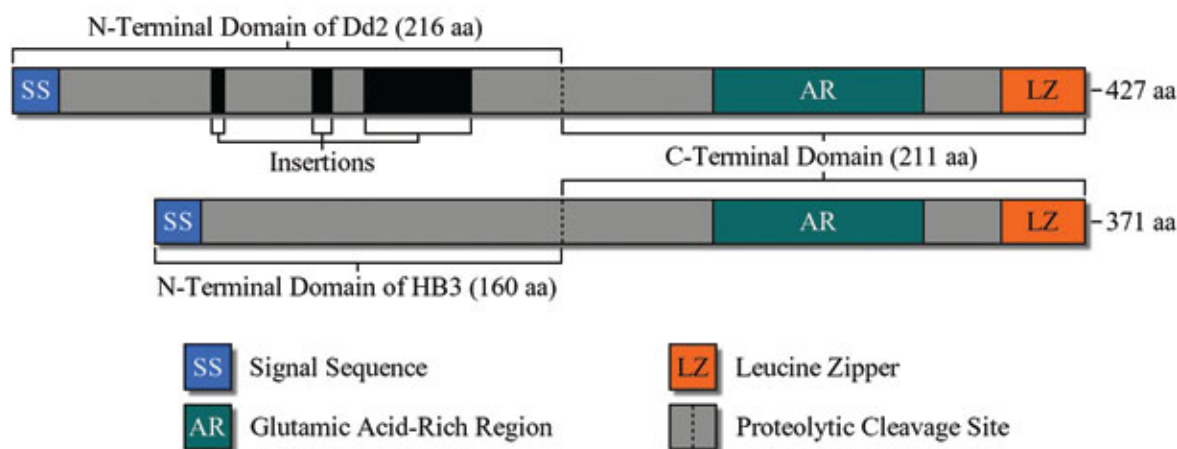 N-Terminal Domain of Dd2 (216 aa)
SS
AR
LZ
427 aa
Insertions
C-Terminal Domain (211 aa)
SS
AR
LZ
371 aa
N-Terminal Domain of HB3 (160 aa)
SS Signal Sequence
LZ Leucine Zipper
AR Glutamic Acid-Rich Region
Proteolytic Cleavage Site